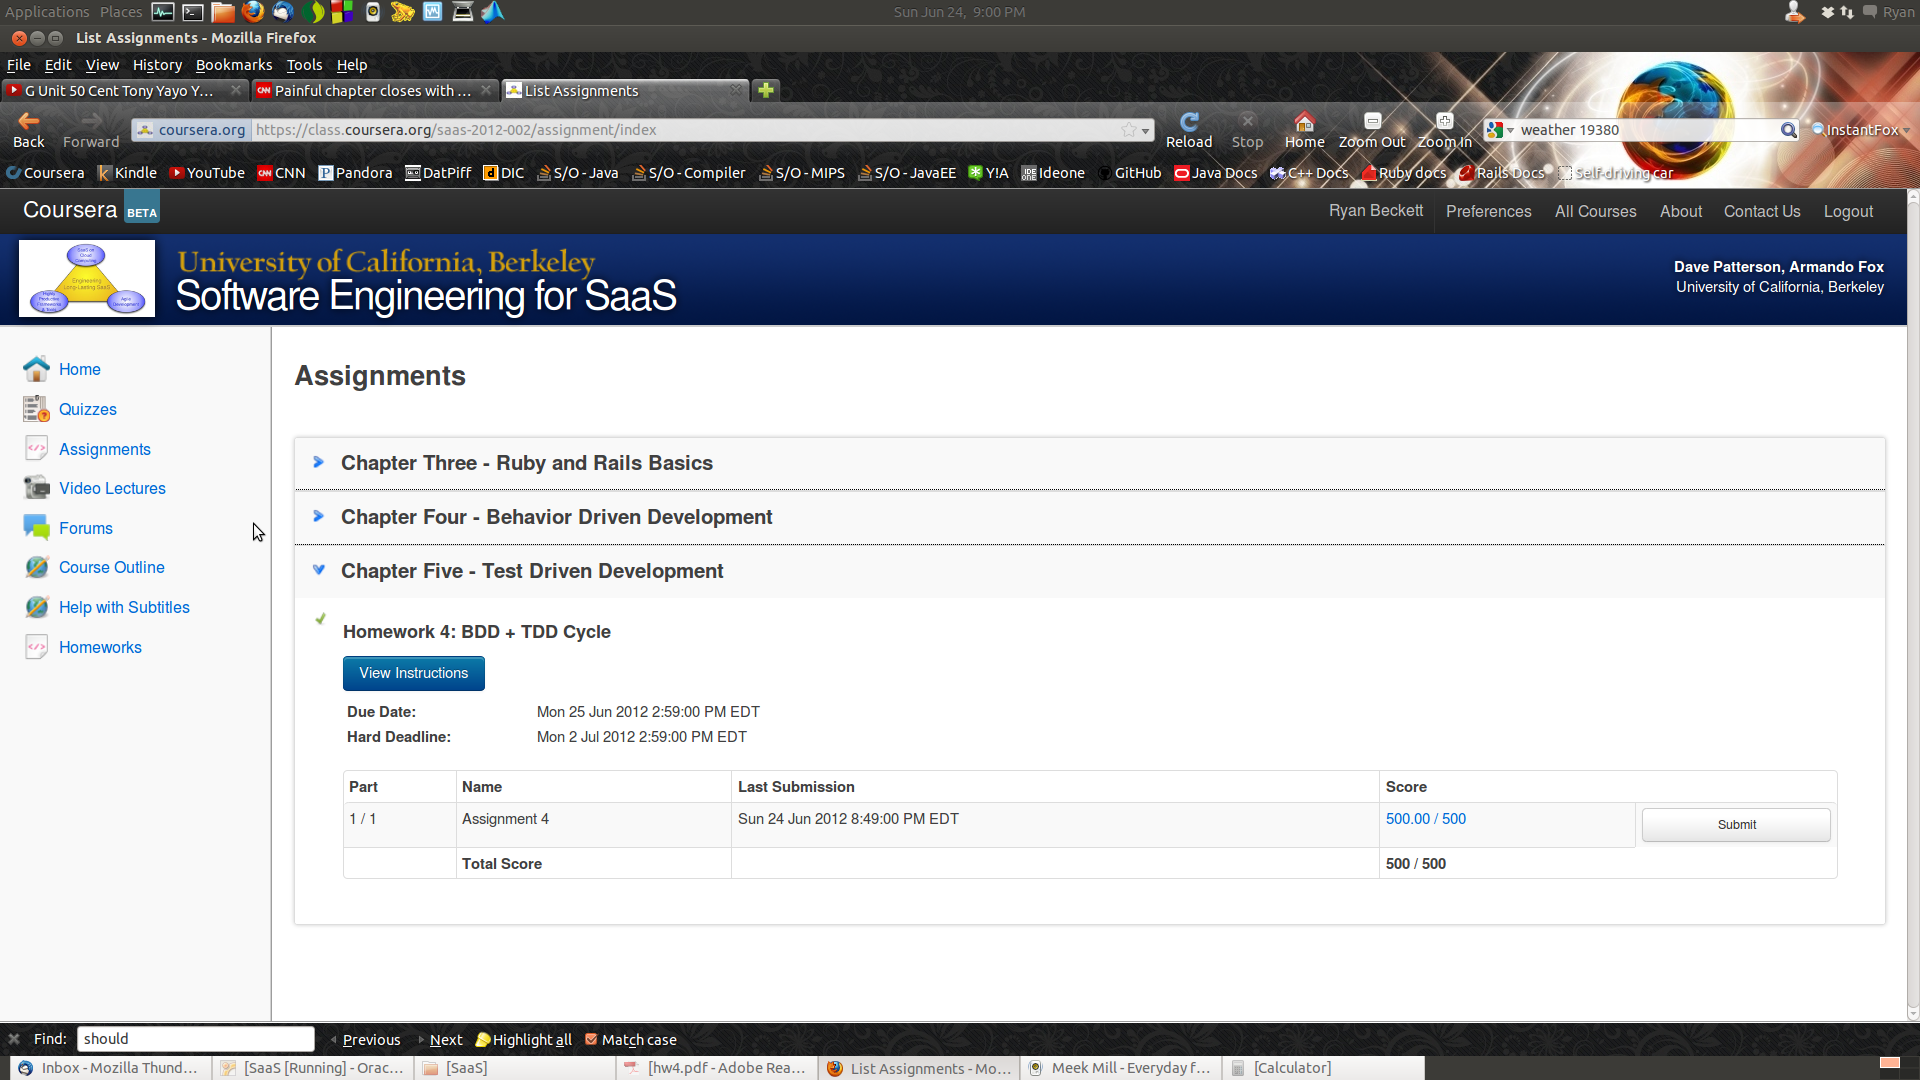 Applications Places Sun Jun 24, 9:00 PM Ryan
List Assignments - Mozilla Firefox
File Edit View History Bookmarks Tools Help
G Unit 50 Cent Tony Yayo Y... CNN Painful chapter closes with ... List Assignments
Back Forward coursera.org https://class.coursera.org/saas-2012-002/assignment/index Reload Stop Home Zoom Out Zoom In weather 19380 InstantFox
Coursera Kindle YouTube CNN Pandora DatPiff DIC S/O - Java S/O - Compiler S/O - MIPS S/O - JavaEE Y!A Ideone GitHub Java Docs C++ Docs Ruby docs Rails Docs Self-driving car
Coursera BETA Ryan Beckett Preferences All Courses About Contact Us Logout
University of California, Berkeley
Software Engineering for SaaS
Dave Patterson, Armando Fox
University of California, Berkeley
Home
Quizzes
Assignments
Video Lectures
Forums
Course Outline
Help with Subtitles
Homeworks
Assignments
Chapter Three - Ruby and Rails Basics
Chapter Four - Behavior Driven Development
Chapter Five - Test Driven Development
Homework 4: BDD + TDD Cycle
View Instructions
Due Date: Mon 25 Jun 2012 2:59:00 PM EDT
Hard Deadline: Mon 2 Jul 2012 2:59:00 PM EDT
Part Name Last Submission Score
1 / 1 Assignment 4 Sun 24 Jun 2012 8:49:00 PM EDT 500.00 / 500 Submit
Total Score 500 / 500
Find: should Previous Next Highlight all Match case
Inbox - Mozilla Thund... [SaaS [Running] - Orac... [SaaS] [hw4.pdf - Adobe Rea... List Assignments - Mo... Meek Mill - Everyday f... [Calculator]